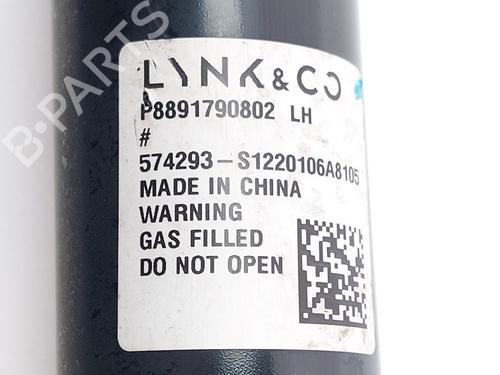 LYNK & CO
P8891790802 LH
#
574293-S1220106A8105
MADE IN CHINA
WARNING
GAS FILLED
DO NOT OPEN
B-PARTS